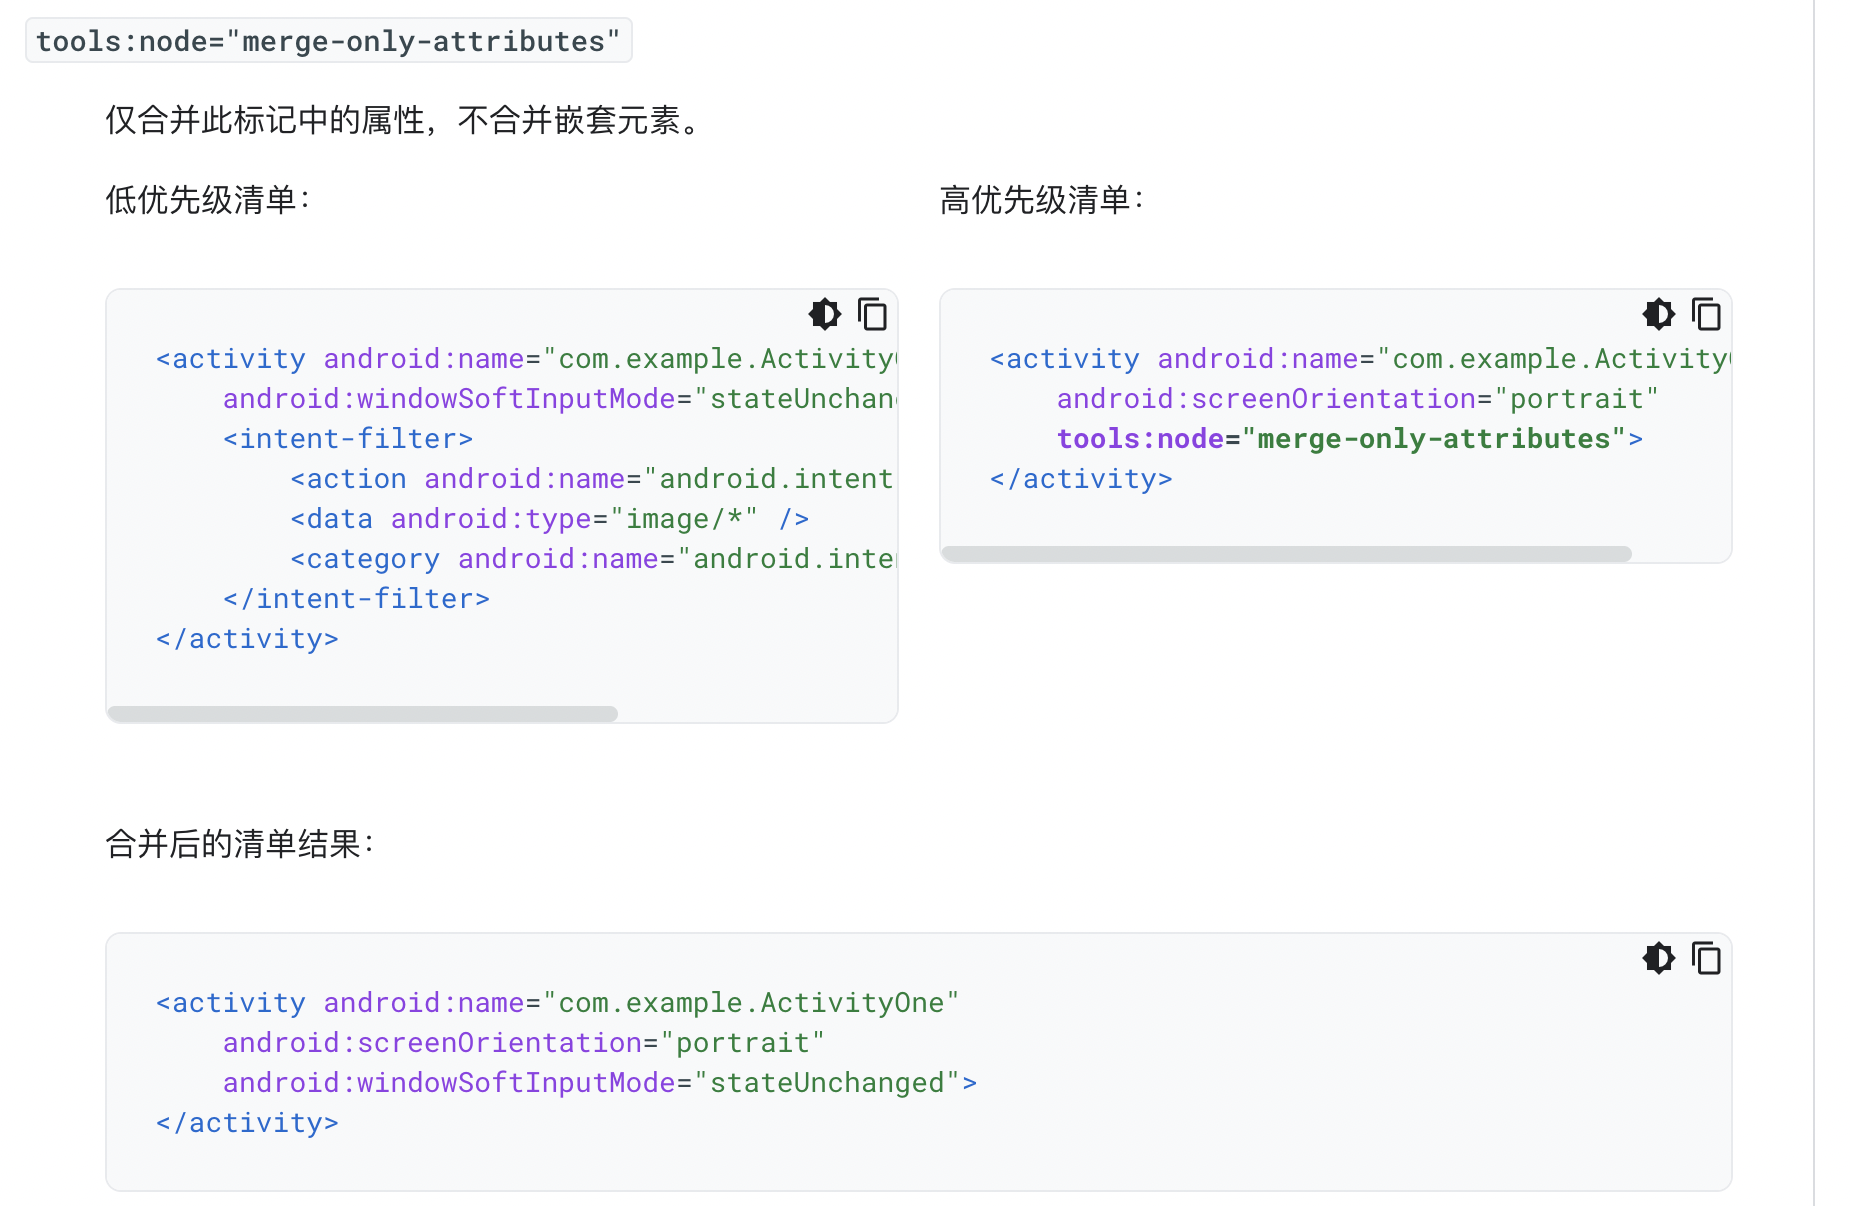 tools:node="merge-only-attributes"
仅合并此标记中的属性，不合并嵌套元素。
低优先级清单：
<activity android:name="com.example.Activity
    android:windowSoftInputMode="stateUnchan
    <intent-filter>
        <action android:name="android.intent
        <data android:type="image/*" />
        <category android:name="android.inte
    </intent-filter>
</activity>
高优先级清单：
<activity android:name="com.example.Activity
    android:screenOrientation="portrait"
    tools:node="merge-only-attributes">
</activity>
合并后的清单结果：
<activity android:name="com.example.ActivityOne"
    android:screenOrientation="portrait"
    android:windowSoftInputMode="stateUnchanged">
</activity>